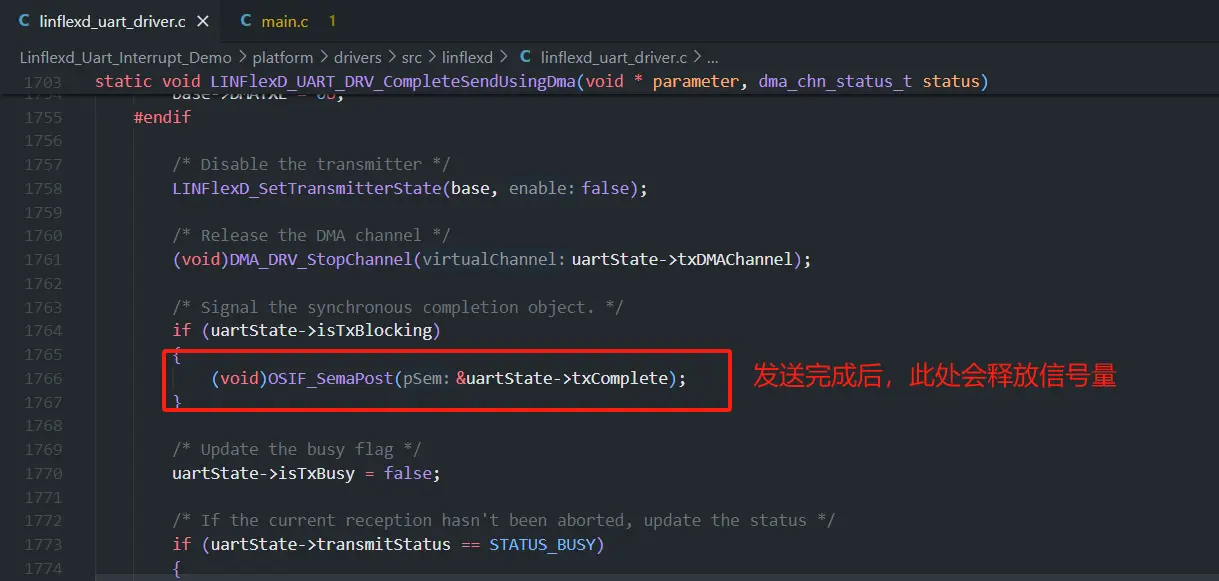 linflexd_uart_driver.c
main.c 1
Linflexd_Uart_Interrupt_Demo > platform > drivers > src > linflexd > C linflexd_uart_driver.c > ...
1703 static void LINFlexD_UART_DRV_CompleteSendUsingDma(void * parameter, dma_chn_status_t status)
1755 #endif
1756
1757 /* Disable the transmitter */
1758 LINFlexD_SetTransmitterState(base, enable: false);
1759
1760 /* Release the DMA channel */
1761 (void)DMA_DRV_StopChannel(virtualChannel: uartState->txDMAChannel);
1762
1763 /* Signal the synchronous completion object. */
1764 if (uartState->isTxBlocking)
1765 {
1766 (void)OSIF_SemaPost(pSem: &uartState->txComplete); 发送完成后，此处会释放信号量
1767 }
1768
1769 /* Update the busy flag */
1770 uartState->isTxBusy = false;
1771
1772 /* If the current reception hasn't been aborted, update the status */
1773 if (uartState->transmitStatus == STATUS_BUSY)
1774 {